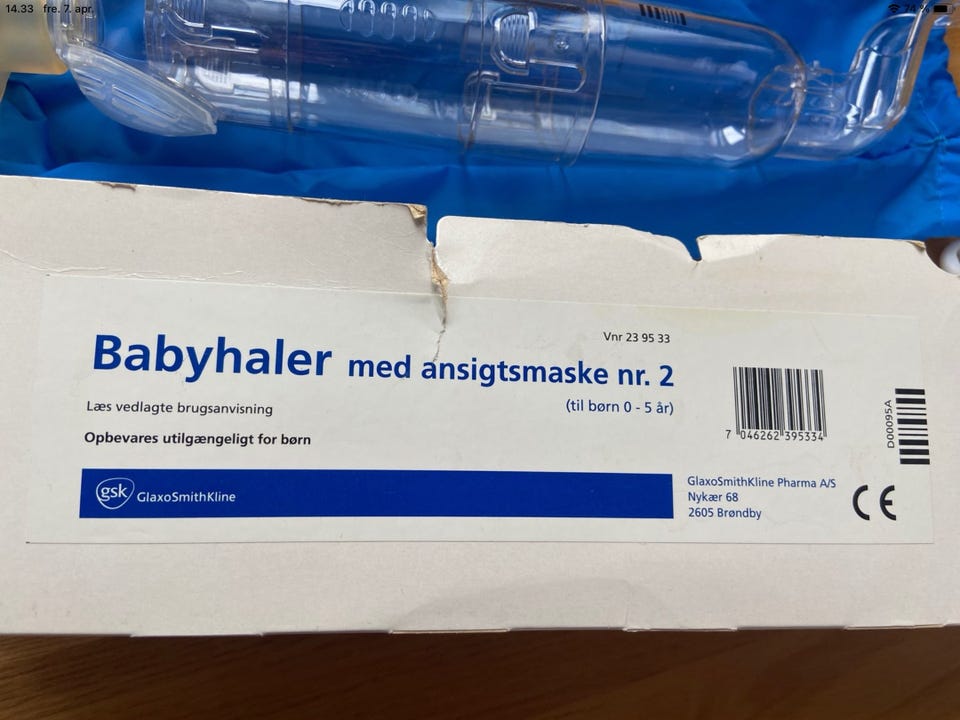 14.33 fre. 7. apr.
74 %
Babyhaler med ansigtsmaske nr. 2
Vnr 23 95 33
(til børn 0 - 5 år)
Læs vedlagte brugsanvisning
Opbevares utilgængeligt for børn
gsk GlaxoSmithKline
GlaxoSmithKline Pharma A/S
Nykær 68
2605 Brøndby
7 046262 395334
D00095A
CE